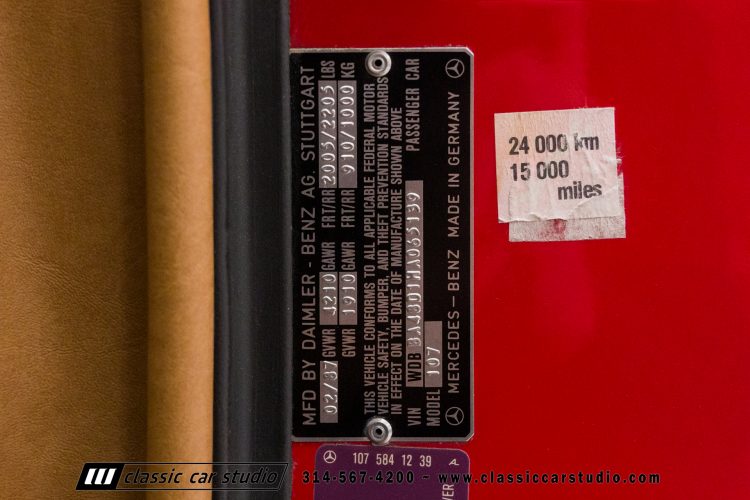 MFD BY DAIMLER - BENZ AG. STUTTGART
02/87 GVWR 4210 GAWR FRT/RR 2005/2205 LBS
GVWR 1910 GAWR FRT/RR 910/1000 KG
THIS VEHICLE CONFORMS TO ALL APPLICABLE FEDERAL MOTOR
VEHICLE SAFETY, BUMPER, AND THEFT PREVENTION STANDARDS
IN EFFECT ON THE DATE OF MANUFACTURE SHOWN ABOVE
VIN WDB BA48D1HA065199 PASSENGER CAR
MODEL 107
MERCEDES-BENZ MADE IN GERMANY
24 000 km
15 000
miles
107 584 12 39 A
classic car studio 314-567-4200 - www.classiccarstudio.com